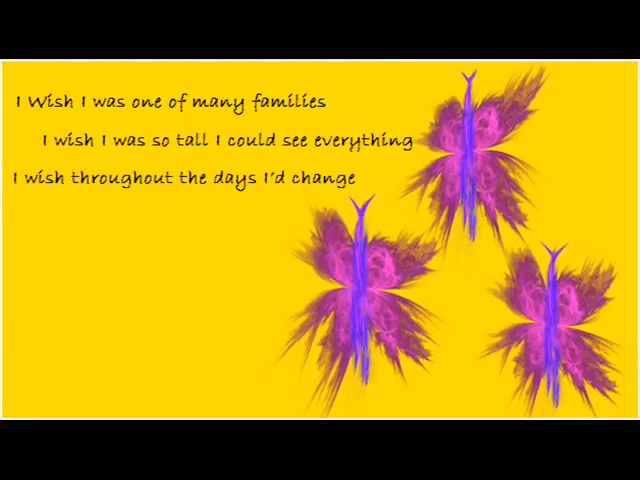 I Wish I was one of many families
I wish I was so tall I could see everything
I wish throughout the days I'd change